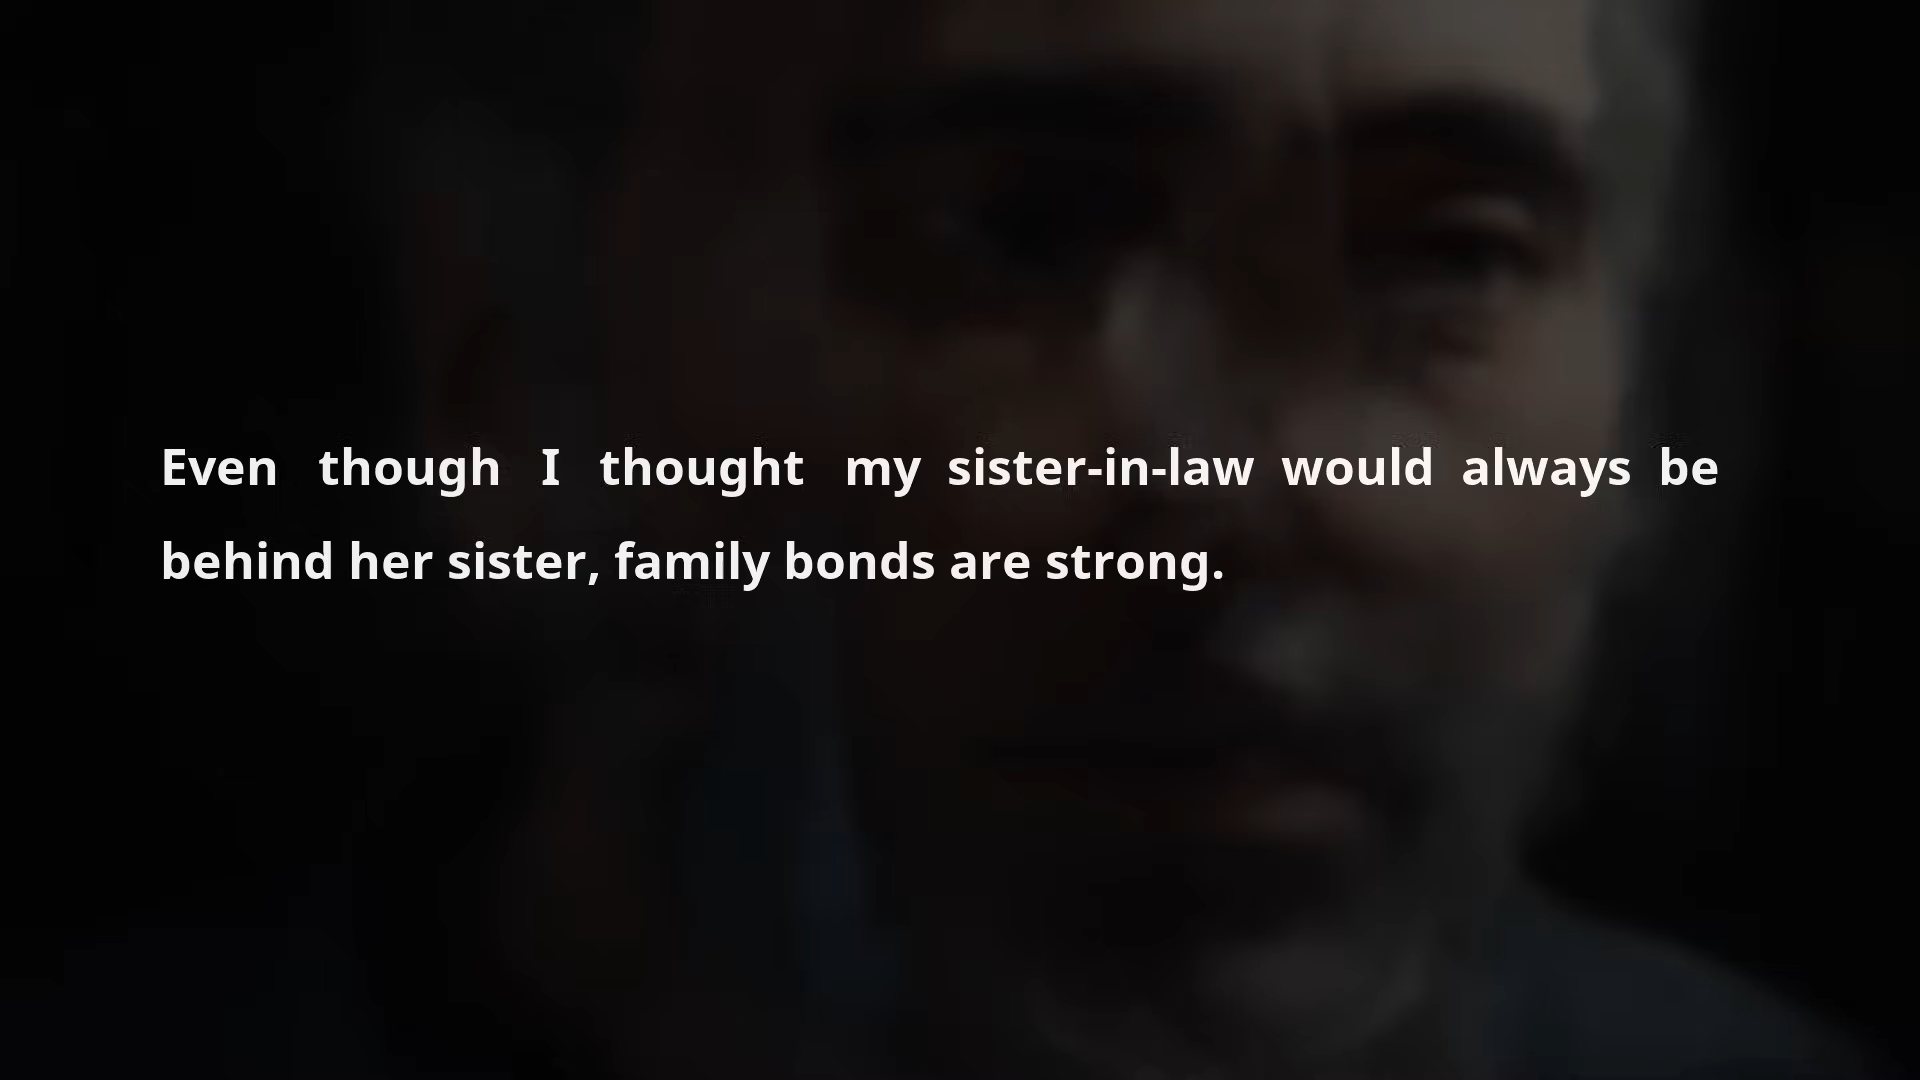 Even though I thought my sister-in-law would always be
behind her sister, family bonds are strong.